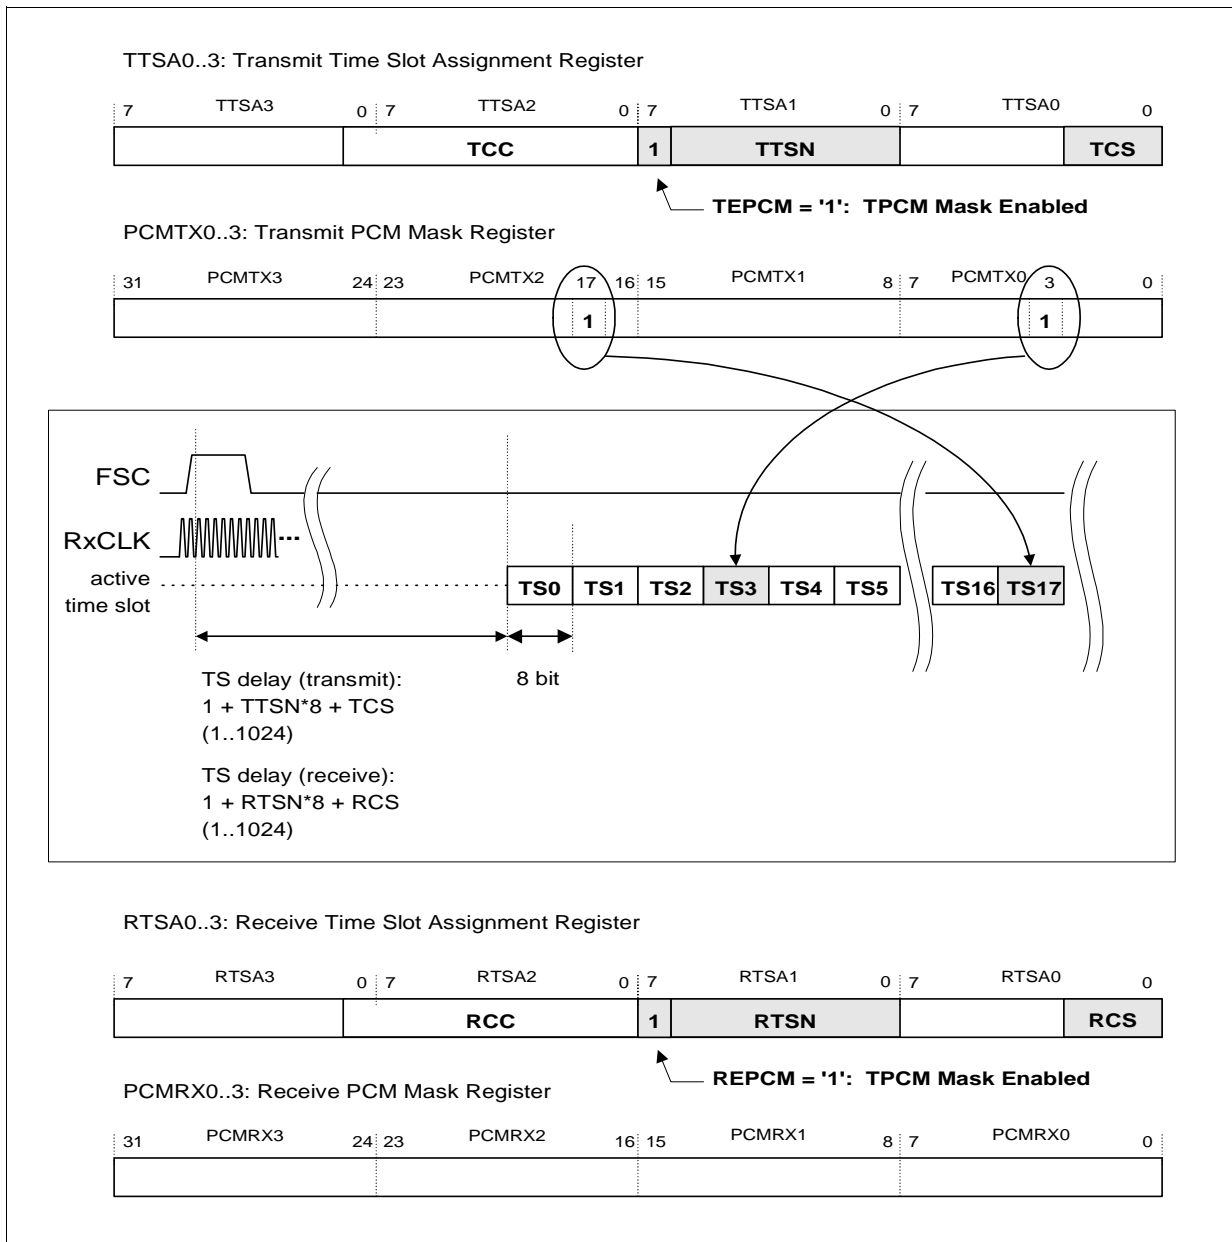 TTSA0..3: Transmit Time Slot Assignment Register
7 TTSA3 0 7 TTSA2 0 7 TTSA1 0 7 TTSA0 0
TCC 1 TTSN TCS
TEPCM = '1': TPCM Mask Enabled
PCMTX0..3: Transmit PCM Mask Register
31 PCMTX3 24 23 PCMTX2 17 16 15 PCMTX1 8 7 PCMTX0 3 0
1 1
FSC
RxCLK
active
time slot
TS0 TS1 TS2 TS3 TS4 TS5 TS16 TS17
TS delay (transmit):
1 + TTSN*8 + TCS
(1..1024)
8 bit
TS delay (receive):
1 + RTSN*8 + RCS
(1..1024)
RTSA0..3: Receive Time Slot Assignment Register
7 RTSA3 0 7 RTSA2 0 7 RTSA1 0 7 RTSA0 0
RCC 1 RTSN RCS
REPCM = '1': TPCM Mask Enabled
PCMRX0..3: Receive PCM Mask Register
31 PCMRX3 24 23 PCMRX2 16 15 PCMRX1 8 7 PCMRX0 0